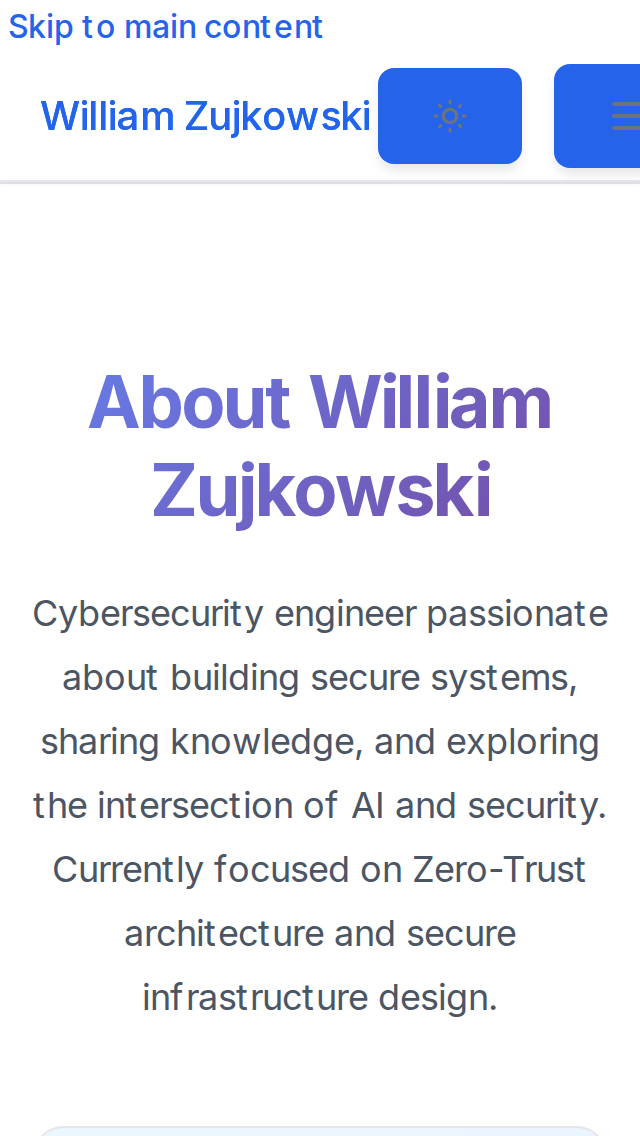 Skip to main content
William Zujkowski
About William
Zujkowski
Cybersecurity engineer passionate
about building secure systems,
sharing knowledge, and exploring
the intersection of AI and security.
Currently focused on Zero-Trust
architecture and secure
infrastructure design.